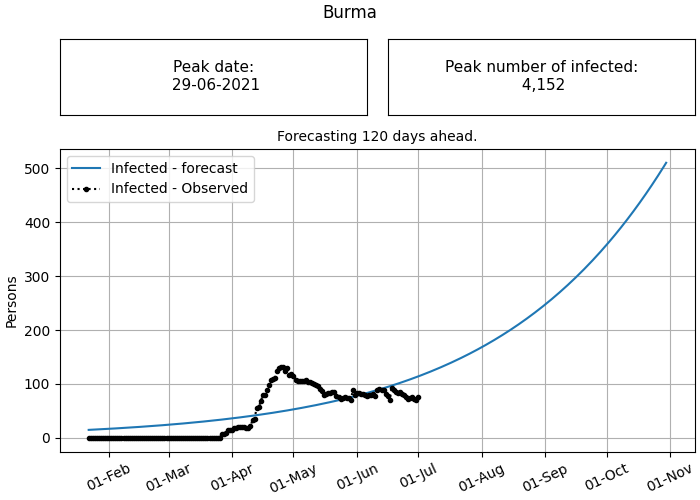 Burma
Peak date:
29-06-2021
Peak number of infected:
4,152
Forecasting 120 days ahead.
Infected - forecast
Infected - Observed
Persons
500
400
300
200
100
0
01-Feb
01-Mar
01-Apr
01-May
01-Jun
01-Jul
01-Aug
01-Sep
01-Oct
01-Nov